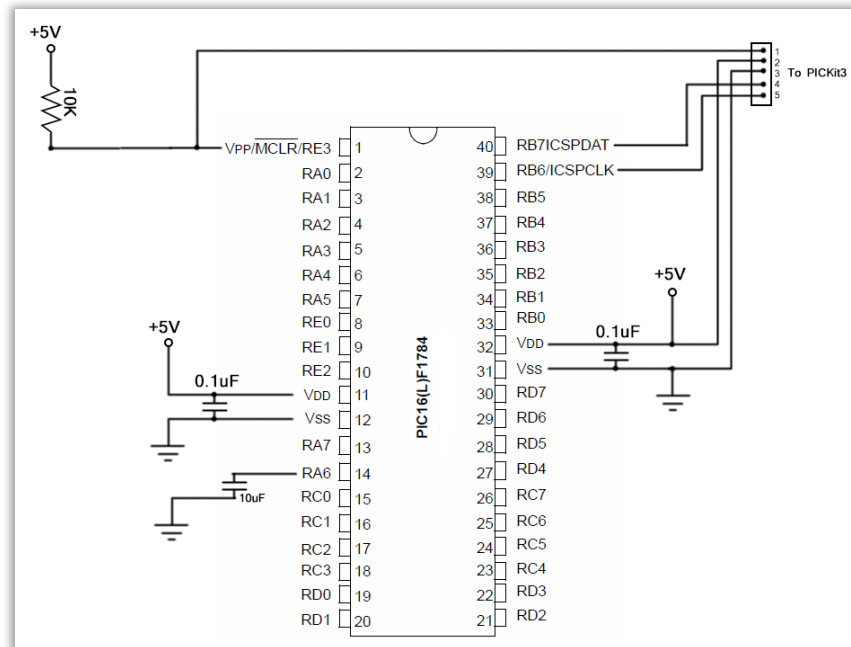 +5V
10K
1
2
3
4
5
To PICKit3
VPP/MCLR/RE3 1
RA0 2
RA1 3
RA2 4
RA3 5
RA4 6
RA5 7
RE0 8
RE1 9
RE2 10
VDD 11
VSS 12
RA7 13
RA6 14
RC0 15
RC1 16
RC2 17
RC3 18
RD0 19
RD1 20
+5V
0.1uF
10uF
PIC16(L)F1784
40 RB7ICSPDAT
39 RB6/ICSPCLK
38 RB5
37 RB4
36 RB3
35 RB2
34 RB1
33 RB0
32 VDD
31 VSS
30 RD7
29 RD6
28 RD5
27 RD4
26 RC7
25 RC6
24 RC5
23 RC4
22 RD3
21 RD2
+5V
0.1uF